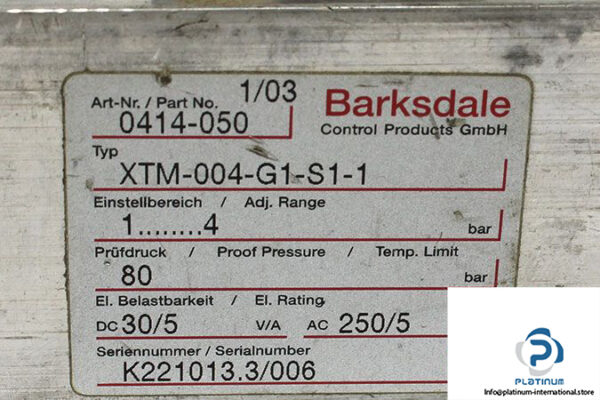 1/03
Art-Nr. / Part No.
0414-050
Barksdale
Control Products GmbH
Typ
XTM-004-G1-S1-1
Einstellbereich / Adj. Range
1........4 bar
Prüfdruck / Proof Pressure / Temp. Limit
80 bar
El. Belastbarkeit / El. Rating
DC 30/5 V/A AC 250/5
Seriennummer / Serialnumber
K221013.3/006
PLATINUM
Info@platinum-international.store